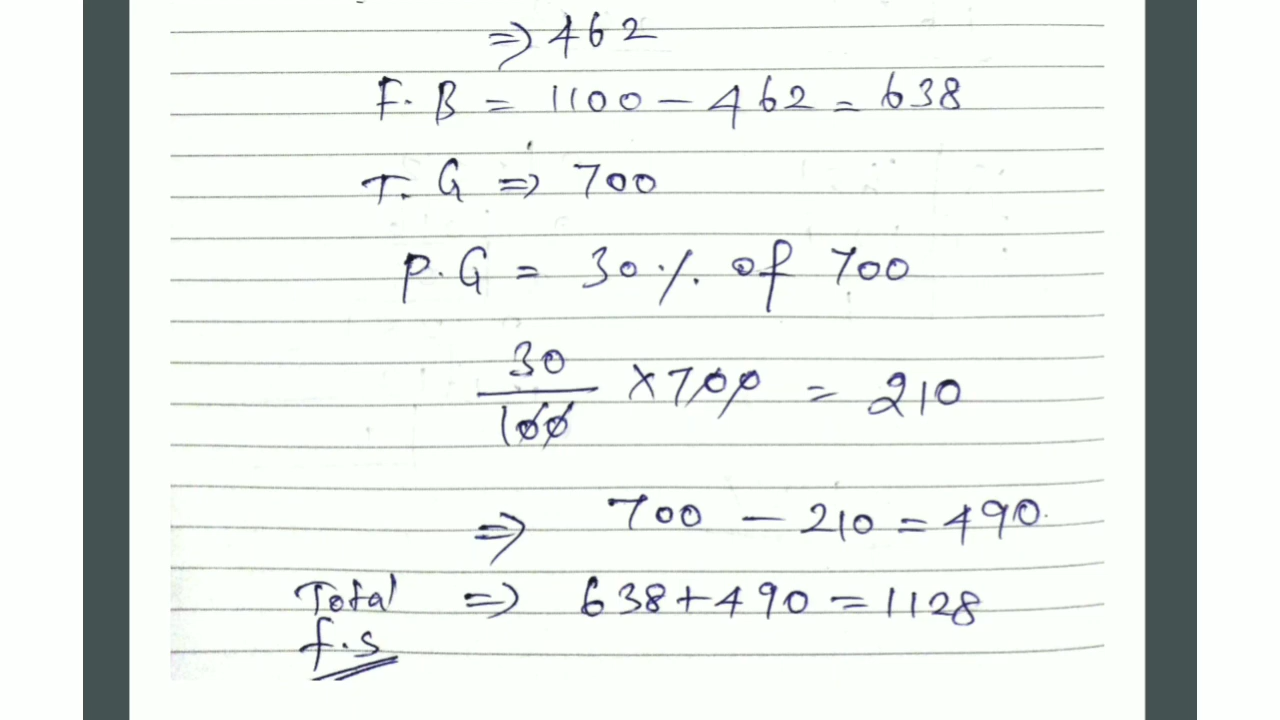 => 462
F. B = 1100 - 462 = 638
T. G => 700
P. G = 30 % of 700
30
/100 × 700 = 210
=> 700 - 210 = 490.
Total => 638 + 490 = 1128
f.s